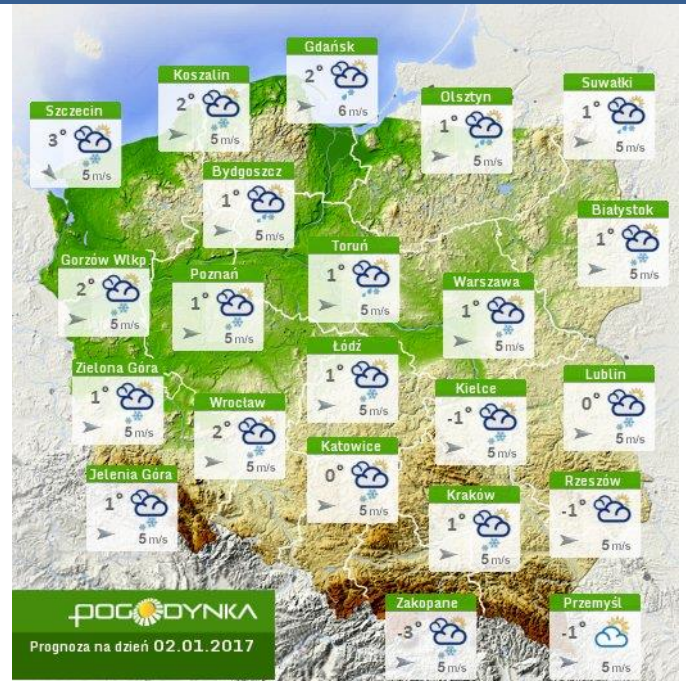 Gdańsk
2°
6 m/s
Koszalin
2°
5 m/s
Suwałki
1°
5 m/s
Olsztyn
1°
5 m/s
Szczecin
3°
5 m/s
Bydgoszcz
1°
5 m/s
Białystok
1°
5 m/s
Toruń
1°
5 m/s
Gorzów Wlkp
2°
5 m/s
Poznań
1°
5 m/s
Warszawa
1°
5 m/s
Łódź
1°
5 m/s
Zielona Góra
1°
5 m/s
Lublin
0°
5 m/s
Kielce
-1°
5 m/s
Wrocław
2°
5 m/s
Katowice
0°
5 m/s
Jelenia Góra
1°
5 m/s
Rzeszów
-1°
5 m/s
Kraków
1°
5 m/s
Zakopane
-3°
5 m/s
Przemyśl
-1°
5 m/s
POGODYNKA
Prognoza na dzień 02.01.2017